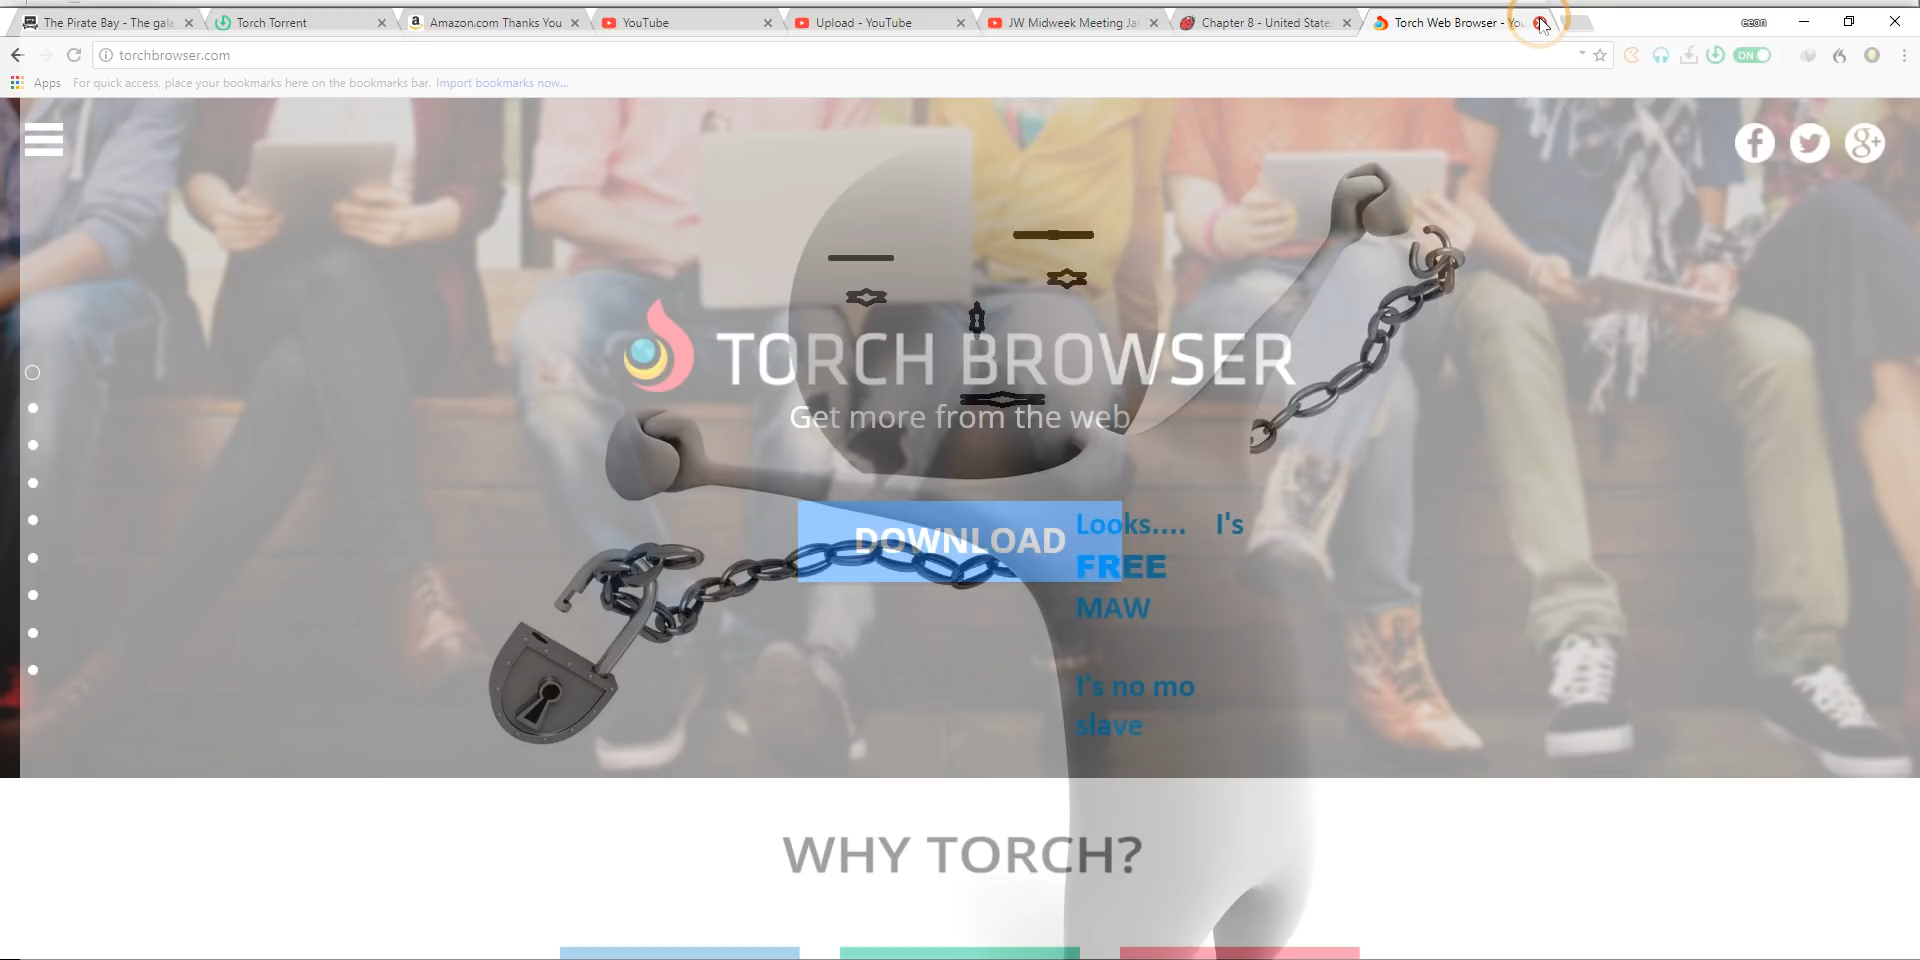 The Pirate Bay - The gala
Torch Torrent
Amazon.com Thanks You
YouTube
Upload - YouTube
JW Midweek Meeting Ja
Chapter 8 - United States
Torch Web Browser - You
eeon
torchbrowser.com
ON
Apps
For quick access, place your bookmarks here on the bookmarks bar. Import bookmarks now...
TORCH BROWSER
Get more from the web
DOWNLOAD
Looks.... I's
FREE
MAW
I's no mo
slave
WHY TORCH?